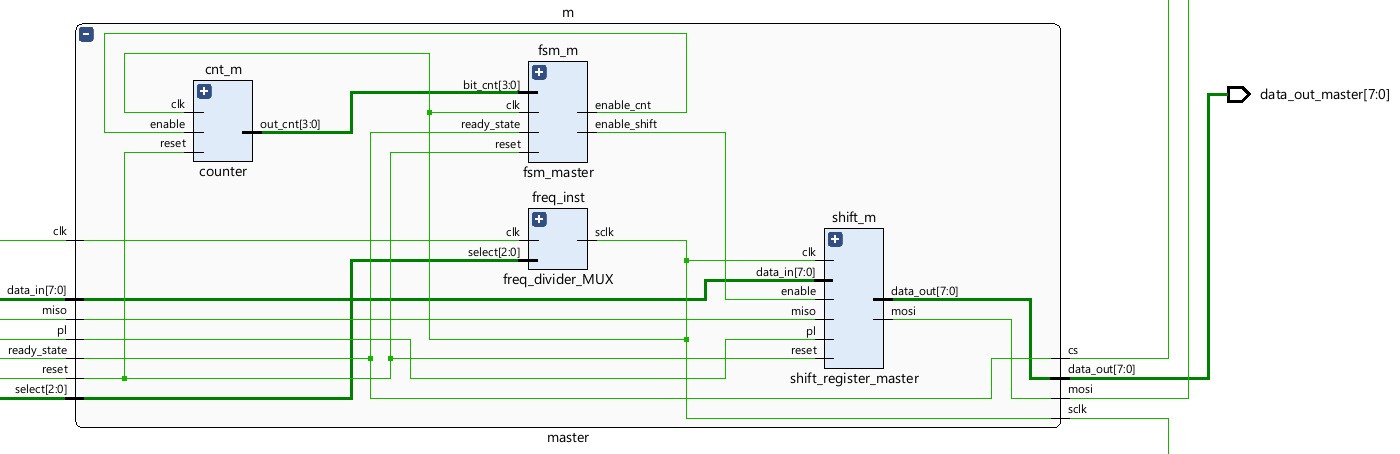 m
cnt_m
clk
enable
reset
out_cnt[3:0]
counter
fsm_m
bit_cnt[3:0]
clk
ready_state
reset
enable_cnt
enable_shift
fsm_master
freq_inst
clk
select[2:0]
sclk
freq_divider_MUX
shift_m
clk
data_in[7:0]
enable
miso
pl
reset
data_out[7:0]
mosi
shift_register_master
clk
data_in[7:0]
miso
pl
ready_state
reset
select[2:0]
cs
data_out[7:0]
mosi
sclk
master
data_out_master[7:0]